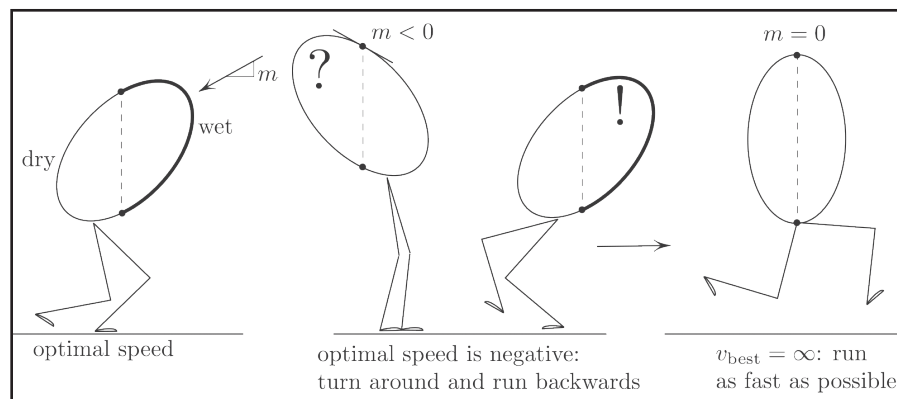 m
wet
dry
optimal speed
?
m < 0
!
optimal speed is negative:
turn around and run backwards
m = 0
v_best = ∞: run
as fast as possible